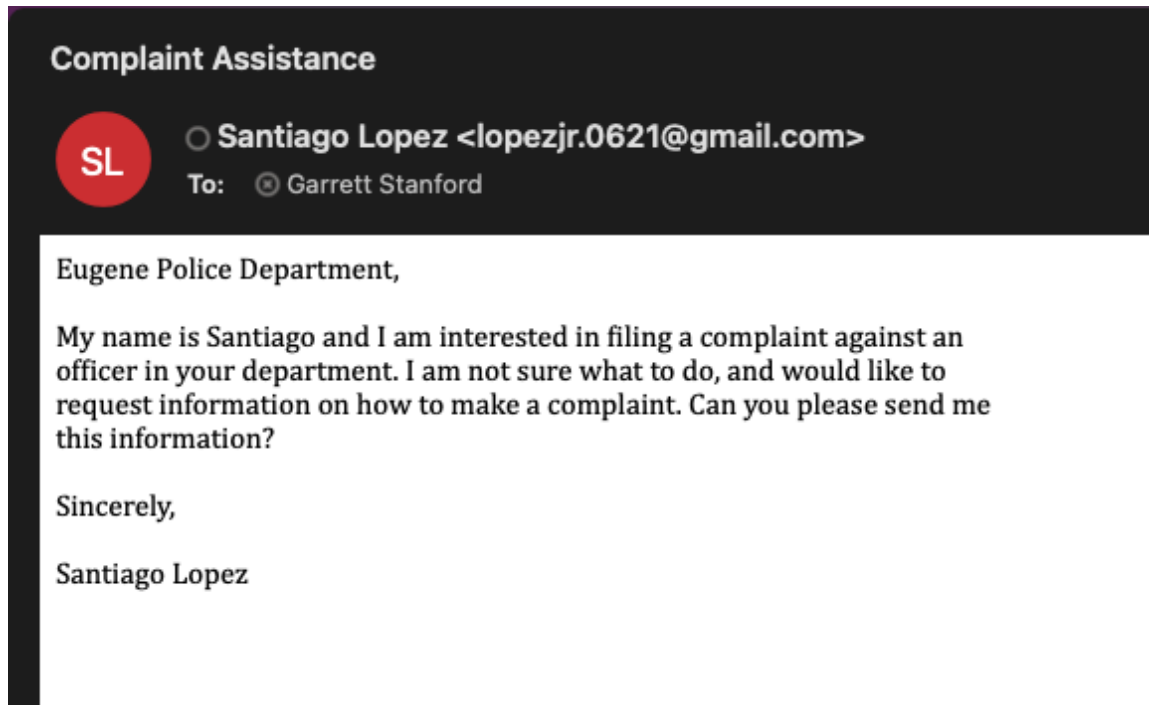 Complaint Assistance
SL
Santiago Lopez <lopezjr.0621@gmail.com>
To: Garrett Stanford
Eugene Police Department,
My name is Santiago and I am interested in filing a complaint against an
officer in your department. I am not sure what to do, and would like to
request information on how to make a complaint. Can you please send me
this information?
Sincerely,
Santiago Lopez